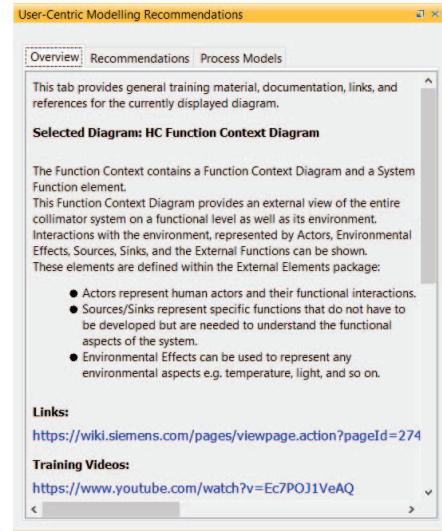 User-Centric Modelling Recommendations
Overview Recommendations Process Models
This tab provides general training material, documentation, links, and
references for the currently displayed diagram.
Selected Diagram: HC Function Context Diagram
The Function Context contains a Function Context Diagram and a System
Function element.
This Function Context Diagram provides an external view of the entire
collimator system on a functional level as well as its environment.
Interactions with the environment, represented by Actors, Environmental
Effects, Sources, Sinks, and the External Functions can be shown.
These elements are defined within the External Elements package:
● Actors represent human actors and their functional interactions.
● Sources/Sinks represent specific functions that do not have to
be developed but are needed to understand the functional
aspects of the system.
● Environmental Effects can be used to represent any
environmental aspects e.g. temperature, light, and so on.
Links:
https://wiki.siemens.com/pages/viewpage.action?pageId=274
Training Videos:
https://www.youtube.com/watch?v=Ec7POJ1VeAQ